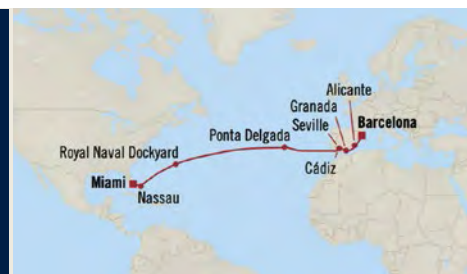 Alicante
Granada
Seville
Barcelona
Ponta Delgada
Royal Naval Dockyard
Cádiz
Miami
Nassau